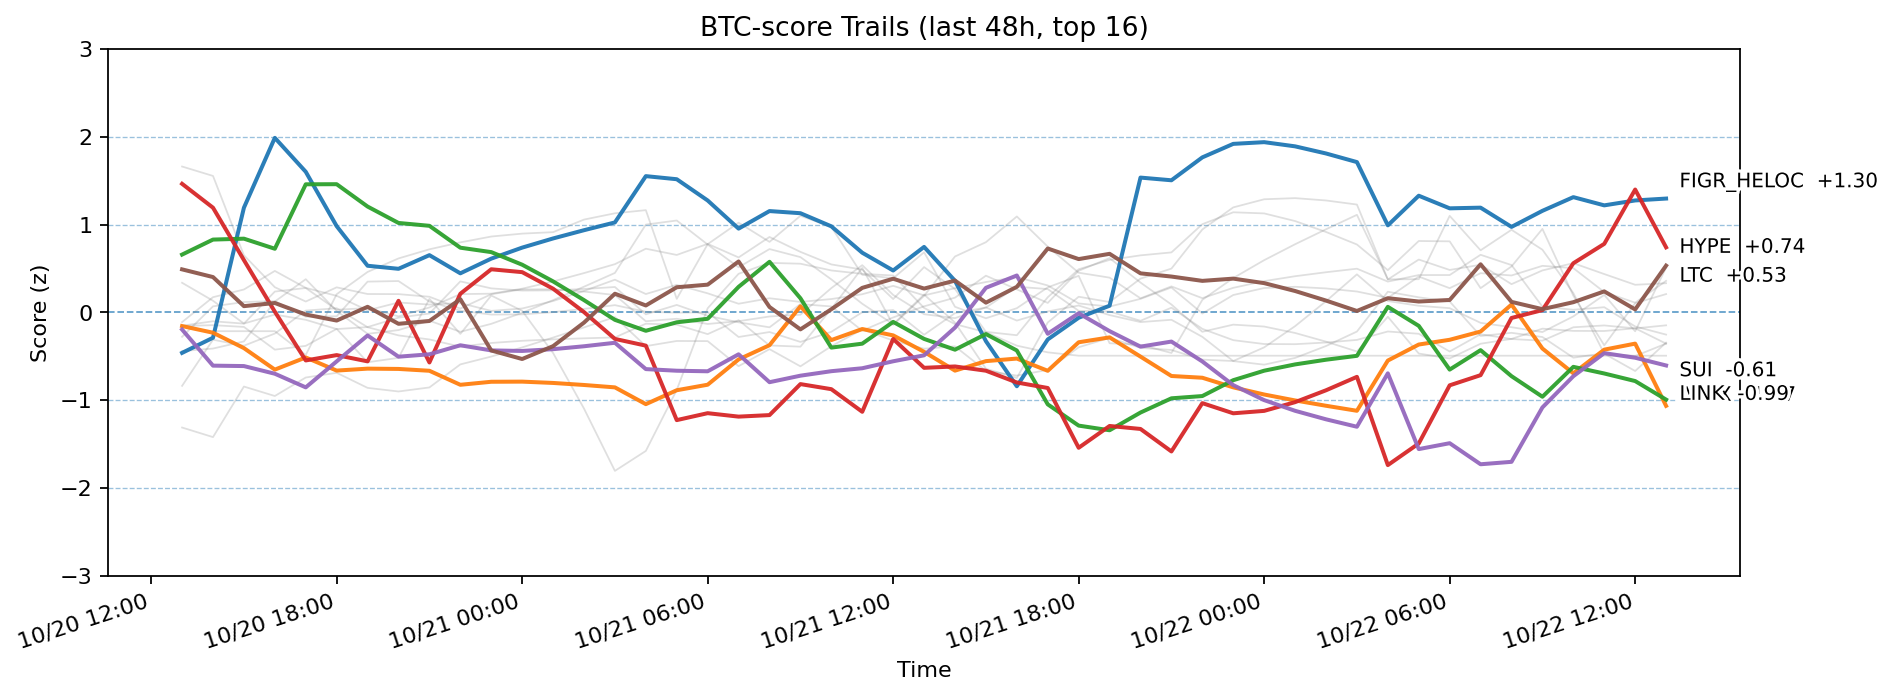 BTC-score Trails (last 48h, top 16)
3
2
1
0
−1
−2
−3
Score (z)
FIGR_HELOC +1.30
HYPE +0.74
LTC +0.53
SUI -0.61
LINK -0.99
10/20 12:00
10/20 18:00
10/21 00:00
10/21 06:00
10/21 12:00
10/21 18:00
10/22 00:00
10/22 06:00
10/22 12:00
Time